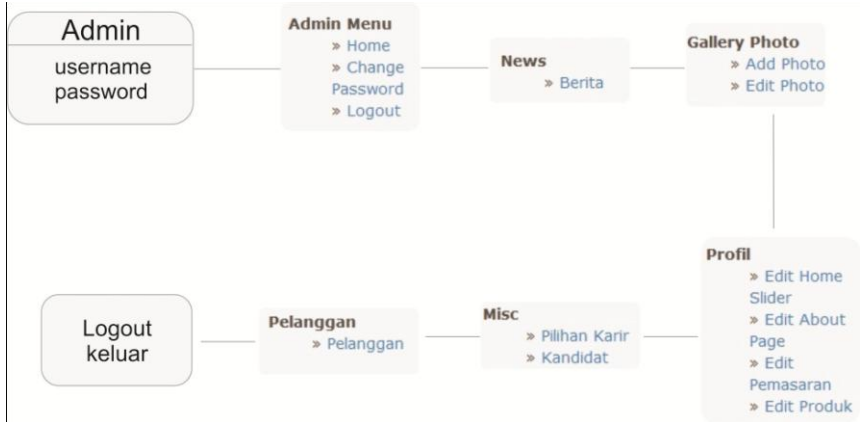 Admin
username
password
Admin Menu
» Home
» Change
Password
» Logout
News
» Berita
Gallery Photo
» Add Photo
» Edit Photo
Profil
» Edit Home
Slider
» Edit About
Page
» Edit
Pemasaran
» Edit Produk
Misc
» Pilihan Karir
» Kandidat
Pelanggan
» Pelanggan
Logout
keluar